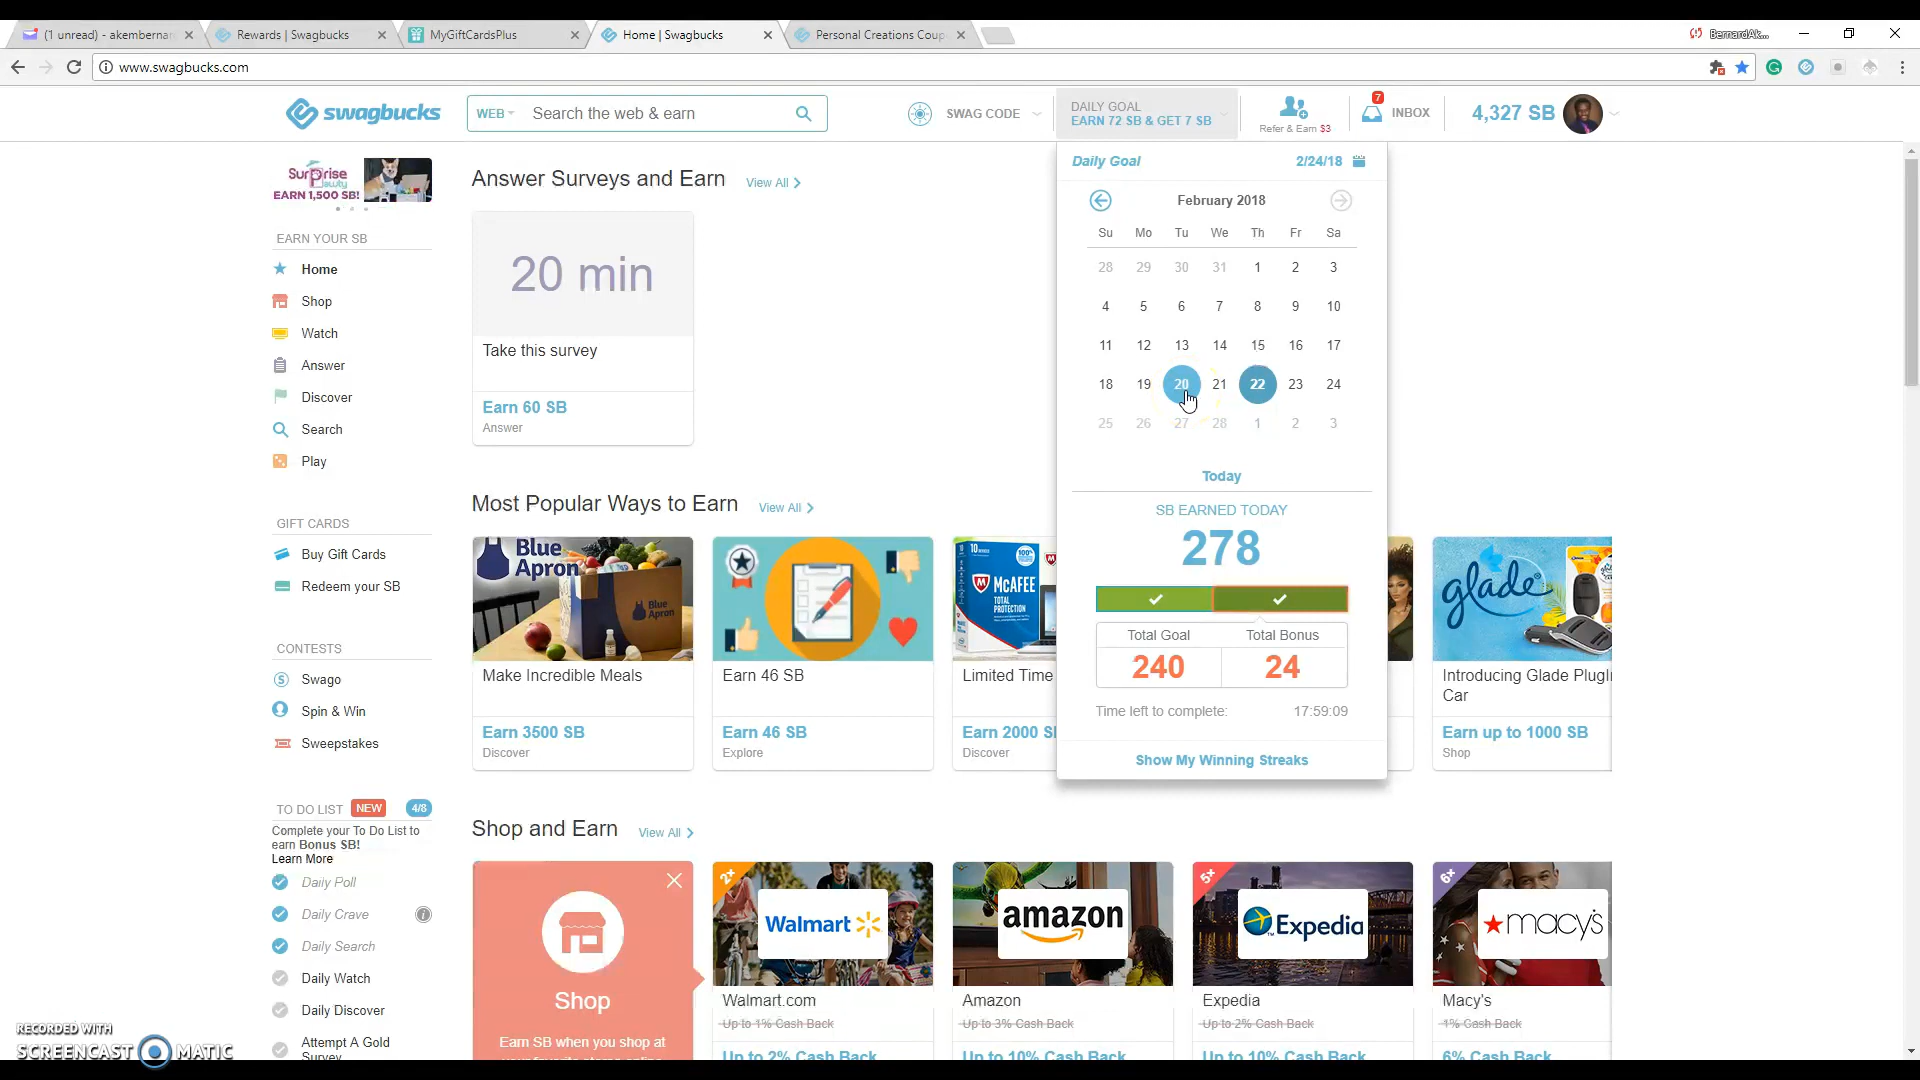 (1 unread) - akembernar
Rewards | Swagbucks
MyGiftCardsPlus
Home | Swagbucks
Personal Creations Coup
BernardAk...
www.swagbucks.com
swagbucks
WEB
Search the web & earn
SWAG CODE
DAILY GOAL
EARN 72 SB & GET 7 SB
Refer & Earn $3
7
INBOX
4,327 SB
Surprise
EARN 1,500 SB!
EARN YOUR SB
Home
Shop
Watch
Answer
Discover
Search
Play
GIFT CARDS
Buy Gift Cards
Redeem your SB
CONTESTS
Swago
Spin & Win
Sweepstakes
TO DO LIST NEW 4/8
Complete your To Do List to
earn Bonus SB!
Learn More
Daily Poll
Daily Crave
Daily Search
Daily Watch
Daily Discover
Attempt A Gold
Survey
Answer Surveys and Earn View All
20 min
Take this survey
Earn 60 SB
Answer
Most Popular Ways to Earn View All
Blue
Apron
Blue
Apron
Make Incredible Meals
Earn 3500 SB
Discover
Earn 46 SB
Earn 46 SB
Explore
McAFEE
TOTAL
PROTECTION
Limited Time
Earn 2000 S
Discover
glade
Introducing Glade PlugIn
Car
Earn up to 1000 SB
Shop
Daily Goal 2/24/18
February 2018
Su Mo Tu We Th Fr Sa
28 29 30 31 1 2 3
4 5 6 7 8 9 10
11 12 13 14 15 16 17
18 19 20 21 22 23 24
25 26 27 28 1 2 3
Today
SB EARNED TODAY
278
Total Goal Total Bonus
240 24
Time left to complete: 17:59:09
Show My Winning Streaks
Shop and Earn View All
Shop
Earn SB when you shop at
2+
Walmart
Walmart.com
Up to 1% Cash Back
Up to 2% Cash Back
amazon
Amazon
Up to 3% Cash Back
Up to 10% Cash Back
5+
Expedia
Expedia
Up to 2% Cash Back
Up to 10% Cash Back
6+
macy's
Macy's
1% Cash Back
6% Cash Back
RECORDED WITH
SCREENCAST MATIC